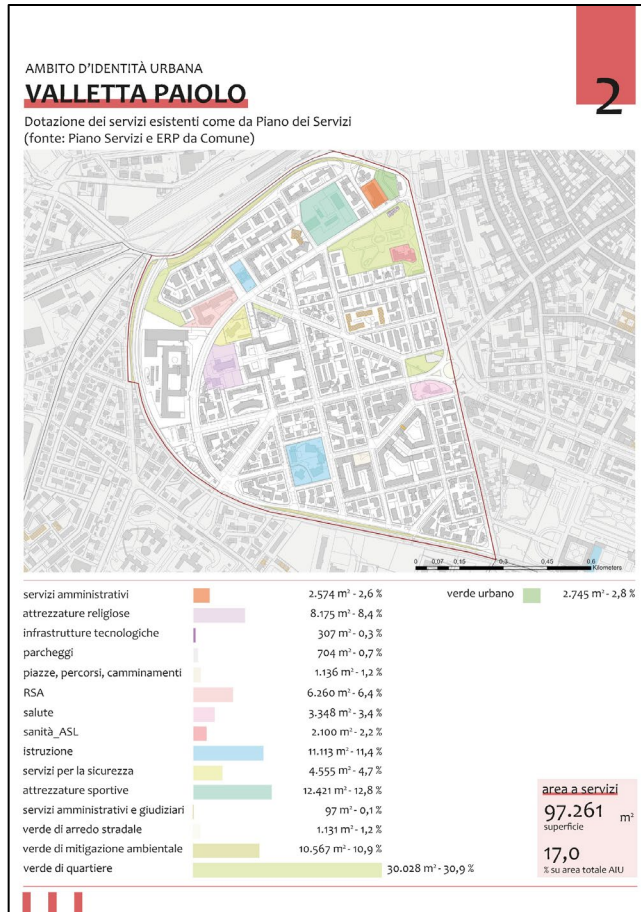 AMBITO D'IDENTITÀ URBANA
VALLETTA PAIOLO
2
Dotazione dei servizi esistenti come da Piano dei Servizi
(fonte: Piano Servizi e ERP da Comune)
0 0,07 0,15 0,3 0,45 0,6
Kilometers
servizi amministrativi 2.574 m² - 2,6 %
attrezzature religiose 8.175 m² - 8,4 %
infrastrutture tecnologiche 307 m² - 0,3 %
parcheggi 704 m² - 0,7 %
piazze, percorsi, camminamenti 1.136 m² - 1,2 %
RSA 6.260 m² - 6,4 %
salute 3.348 m² - 3,4 %
sanità_ASL 2.100 m² - 2,2 %
istruzione 11.113 m² - 11,4 %
servizi per la sicurezza 4.555 m² - 4,7 %
attrezzature sportive 12.421 m² - 12,8 %
servizi amministrativi e giudiziari 97 m² - 0,1 %
verde di arredo stradale 1.131 m² - 1,2 %
verde di mitigazione ambientale 10.567 m² - 10,9 %
verde di quartiere 30.028 m² - 30,9 %
verde urbano 2.745 m² - 2,8 %
area a servizi
97.261 m²
superficie
17,0
% su area totale AIU